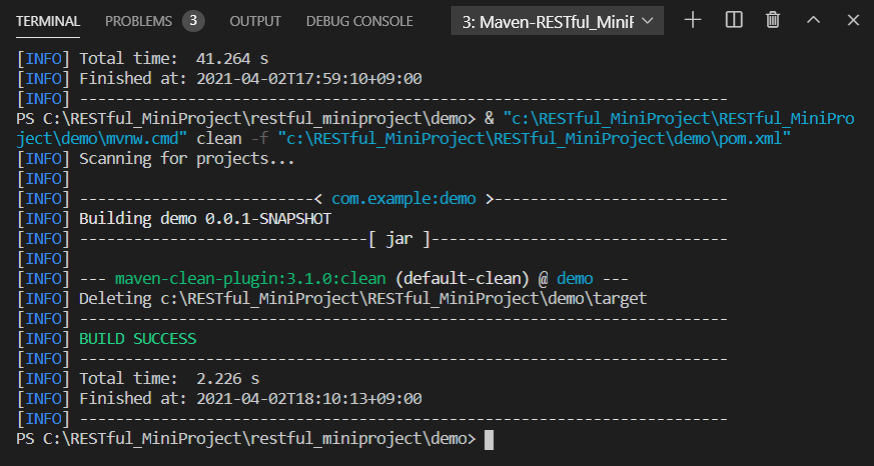 TERMINAL PROBLEMS 3 OUTPUT DEBUG CONSOLE 3: Maven-RESTful_MiniF
[INFO] Total time:  41.264 s
[INFO] Finished at: 2021-04-02T17:59:10+09:00
[INFO] ------------------------------------------------------------------------
PS C:\RESTful_MiniProject\restful_miniproject\demo> & "c:\RESTful_MiniProject\RESTful_MiniPro
ject\demo\mvnw.cmd" clean -f "c:\RESTful_MiniProject\RESTful_MiniProject\demo\pom.xml"
[INFO] Scanning for projects...
[INFO]
[INFO] --------------------------< com.example:demo >--------------------------
[INFO] Building demo 0.0.1-SNAPSHOT
[INFO] --------------------------------[ jar ]---------------------------------
[INFO]
[INFO] --- maven-clean-plugin:3.1.0:clean (default-clean) @ demo ---
[INFO] Deleting c:\RESTful_MiniProject\RESTful_MiniProject\demo\target
[INFO] ------------------------------------------------------------------------
[INFO] BUILD SUCCESS
[INFO] ------------------------------------------------------------------------
[INFO] Total time:  2.226 s
[INFO] Finished at: 2021-04-02T18:10:13+09:00
[INFO] ------------------------------------------------------------------------
PS C:\RESTful_MiniProject\restful_miniproject\demo>